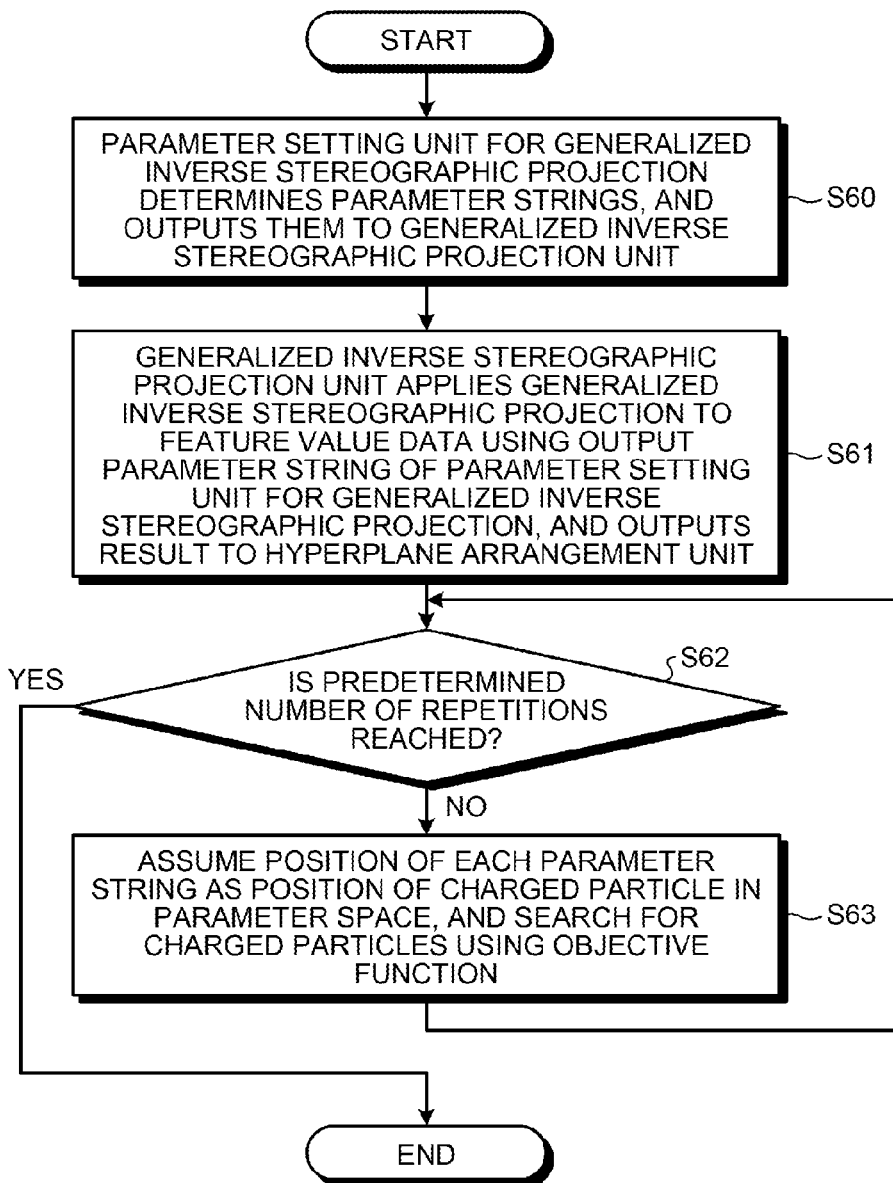 START
PARAMETER SETTING UNIT FOR GENERALIZED
INVERSE STEREOGRAPHIC PROJECTION
DETERMINES PARAMETER STRINGS, AND
OUTPUTS THEM TO GENERALIZED INVERSE
STEREOGRAPHIC PROJECTION UNIT
S60
GENERALIZED INVERSE STEREOGRAPHIC
PROJECTION UNIT APPLIES GENERALIZED
INVERSE STEREOGRAPHIC PROJECTION TO
FEATURE VALUE DATA USING OUTPUT
PARAMETER STRING OF PARAMETER SETTING
UNIT FOR GENERALIZED INVERSE
STEREOGRAPHIC PROJECTION, AND OUTPUTS
RESULT TO HYPERPLANE ARRANGEMENT UNIT
S61
S62
YES
IS PREDETERMINED
NUMBER OF REPETITIONS
REACHED?
NO
ASSUME POSITION OF EACH PARAMETER
STRING AS POSITION OF CHARGED PARTICLE IN
PARAMETER SPACE, AND SEARCH FOR
CHARGED PARTICLES USING OBJECTIVE
FUNCTION
S63
END